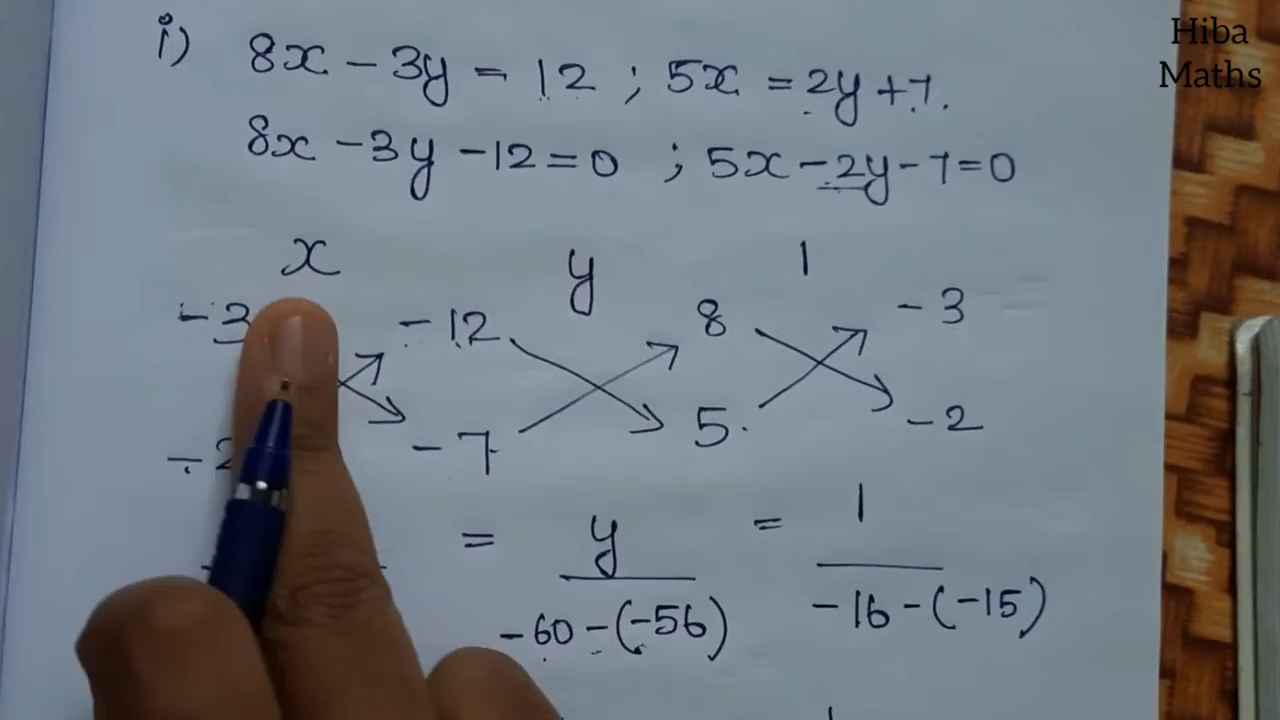 Hiba
Maths
i) 8x - 3y = 12 ; 5x = 2y + 7.
8x - 3y - 12 = 0 ; 5x - 2y - 7 = 0
x y 1
-3 -12 8 -3
-7 5 -2
= y = 1
-60 - (-56) -16 - (-15)